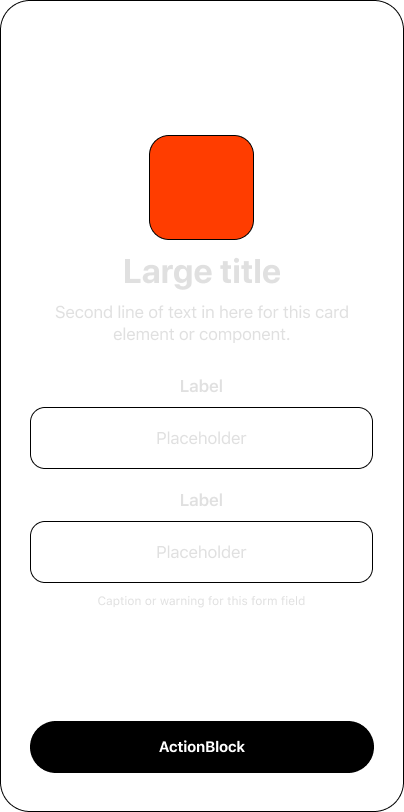 Large title
Second line of text in here for this card
element or component.
Label
Placeholder
Label
Placeholder
Caption or warning for this form field
ActionBlock